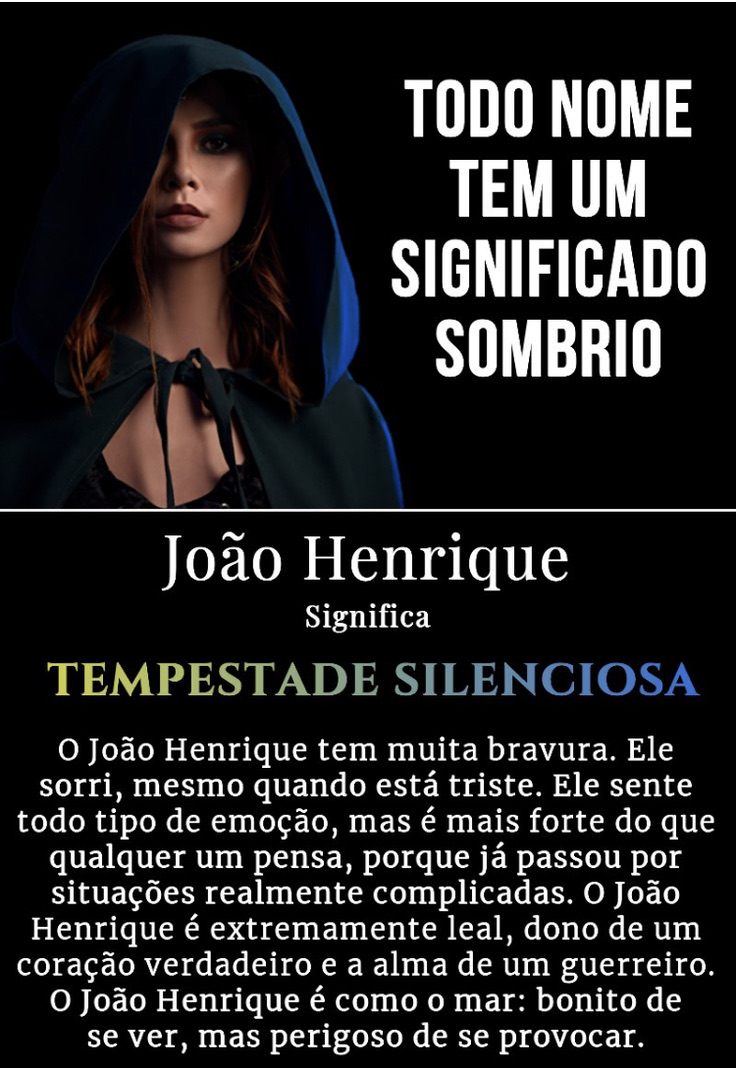 TODO NOME
TEM UM
SIGNIFICADO
SOMBRIO
João Henrique
Significa
TEMPESTADE SILENCIOSA
O João Henrique tem muita bravura. Ele
sorri, mesmo quando está triste. Ele sente
todo tipo de emoção, mas é mais forte do que
qualquer um pensa, porque já passou por
situações realmente complicadas. O João
Henrique é extremamente leal, dono de um
coração verdadeiro e a alma de um guerreiro.
O João Henrique é como o mar: bonito de
se ver, mas perigoso de se provocar.